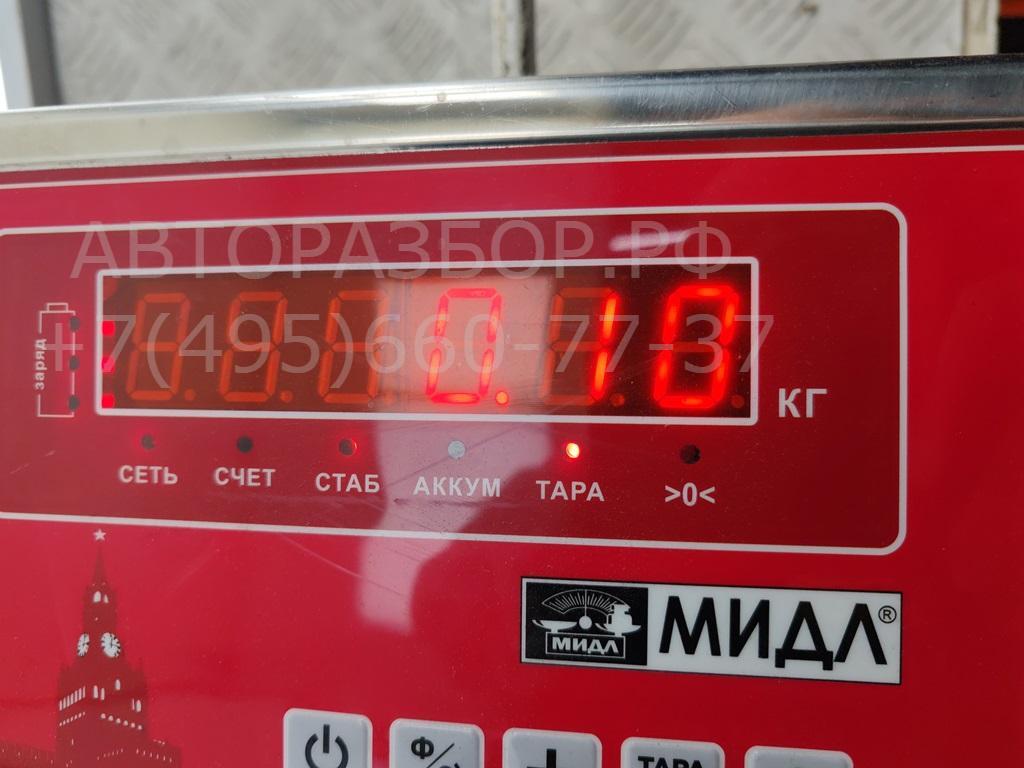 АВТОРАЗБОР.РФ
+7(495)660-77-37
заряд
0.10
КГ
СЕТЬ СЧЕТ СТАБ АККУМ ТАРА >0<
МИДЛ
МИДЛ®
Ф/
+
ТАРА